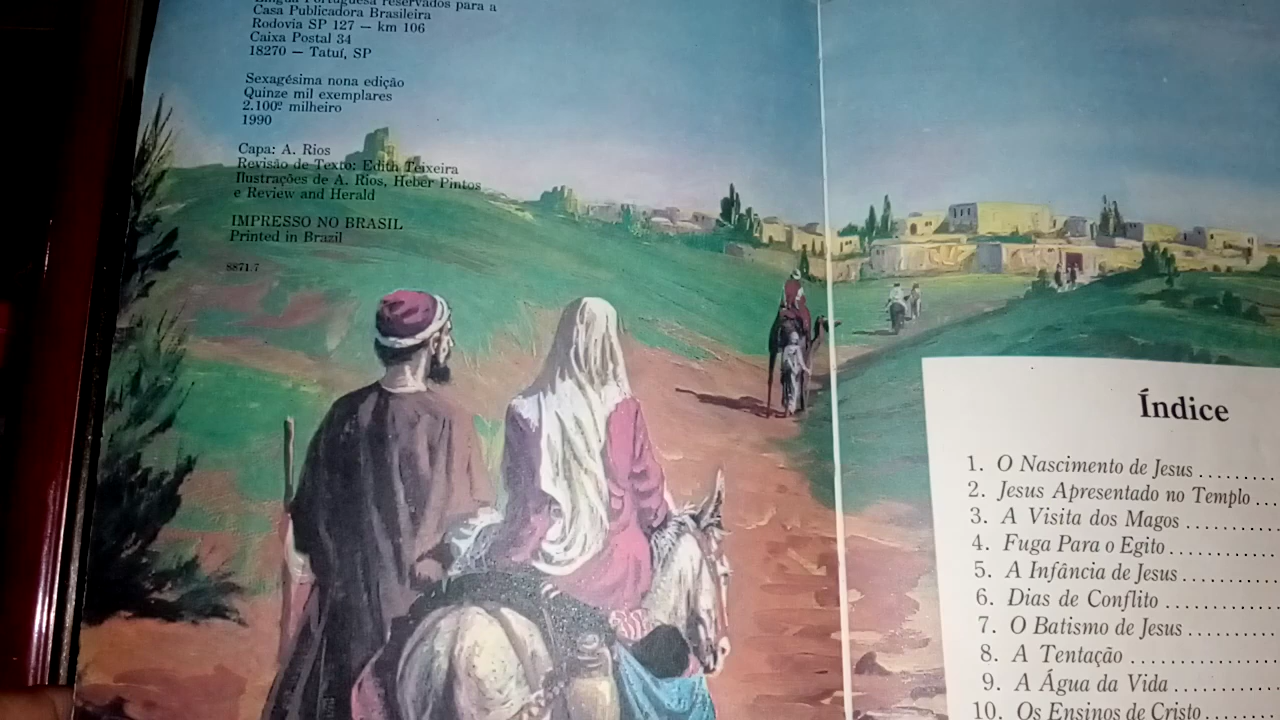 Língua Portuguesa reservados para a
Casa Publicadora Brasileira
Rodovia SP 127 — km 106
Caixa Postal 34
18270 — Tatuí, SP
Sexagésima nona edição
Quinze mil exemplares
2.100º milheiro
1990
Capa: A. Rios
Revisão de Texto: Edith Teixeira
Ilustrações de A. Rios, Heber Pintos
e Review and Herald
IMPRESSO NO BRASIL
Printed in Brazil
8871/7
Índice
1. O Nascimento de Jesus
2. Jesus Apresentado no Templo
3. A Visita dos Magos
4. Fuga Para o Egito
5. A Infância de Jesus
6. Dias de Conflito
7. O Batismo de Jesus
8. A Tentação
9. A Água da Vida
10. Os Ensinos de Cristo